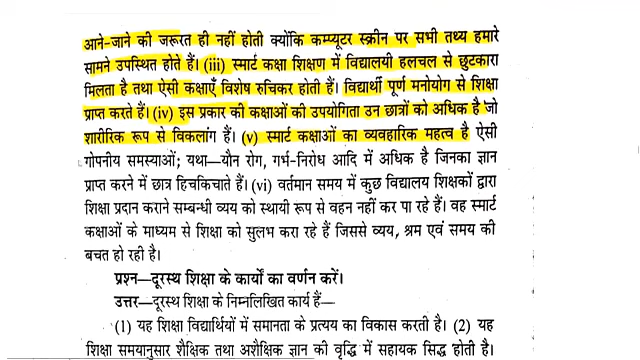 आने-जाने की जरूरत ही नहीं होती क्योंकि कम्प्यूटर स्क्रीन पर सभी तथ्य हमारे
सामने उपस्थित होते हैं। (iii) स्मार्ट कक्षा शिक्षण में विद्यालयी हलचल से छुटकारा
मिलता है तथा ऐसी कक्षाएँ विशेष रुचिकर होती हैं। विद्यार्थी पूर्ण मनोयोग से शिक्षा
प्राप्त करते हैं। (iv) इस प्रकार की कक्षाओं की उपयोगिता उन छात्रों को अधिक है जो
शारीरिक रूप से विकलांग हैं। (v) स्मार्ट कक्षाओं का व्यवहारिक महत्व है ऐसी
गोपनीय समस्याओं; यथा—यौन रोग, गर्भ-निरोध आदि में अधिक है जिनका ज्ञान
प्राप्त करने में छात्र हिचकिचाते हैं। (vi) वर्तमान समय में कुछ विद्यालय शिक्षकों द्वारा
शिक्षा प्रदान कराने सम्बन्धी व्यय को स्थायी रूप से वहन नहीं कर पा रहे हैं। वह स्मार्ट
कक्षाओं के माध्यम से शिक्षा को सुलभ करा रहे हैं जिससे व्यय, श्रम एवं समय की
बचत हो रही है।
प्रश्न—दूरस्थ शिक्षा के कार्यों का वर्णन करें।
उत्तर—दूरस्थ शिक्षा के निम्नलिखित कार्य हैं—
(1) यह शिक्षा विद्यार्थियों में समानता के प्रत्यय का विकास करती है। (2) यह
शिक्षा समयानुसार शैक्षिक तथा अशैक्षिक ज्ञान की वृद्धि में सहायक सिद्ध होती है।